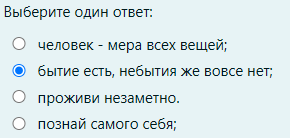 Выберите один ответ:
человек - мера всех вещей;
бытие есть, небытия же вовсе нет;
проживи незаметно.
познай самого себя;